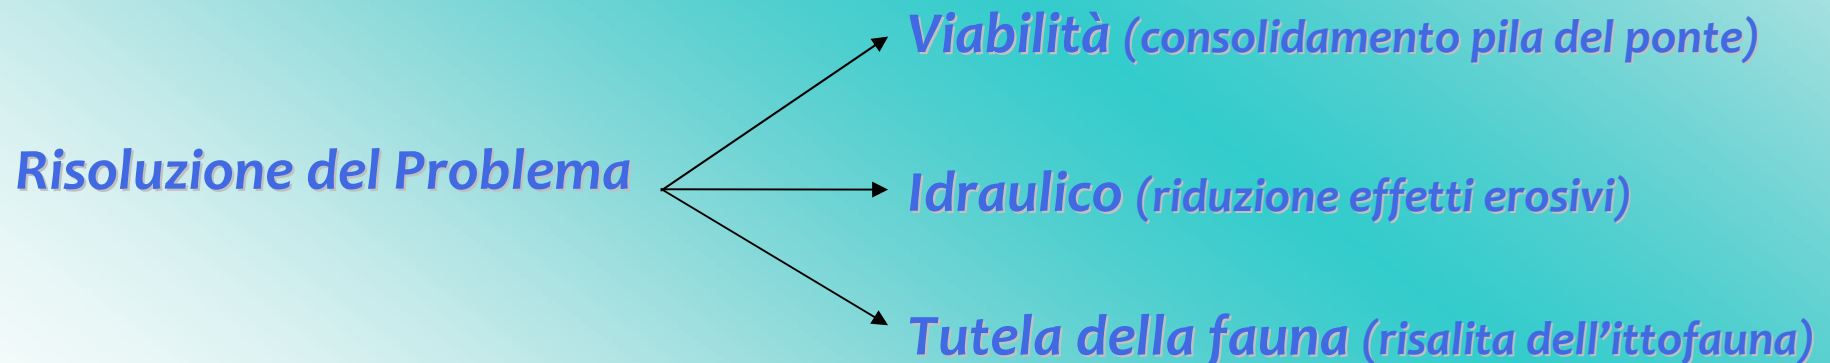 Viabilità (consolidamento pila del ponte)
Risoluzione del Problema
Idraulico (riduzione effetti erosivi)
Tutela della fauna (risalita dell'ittofauna)